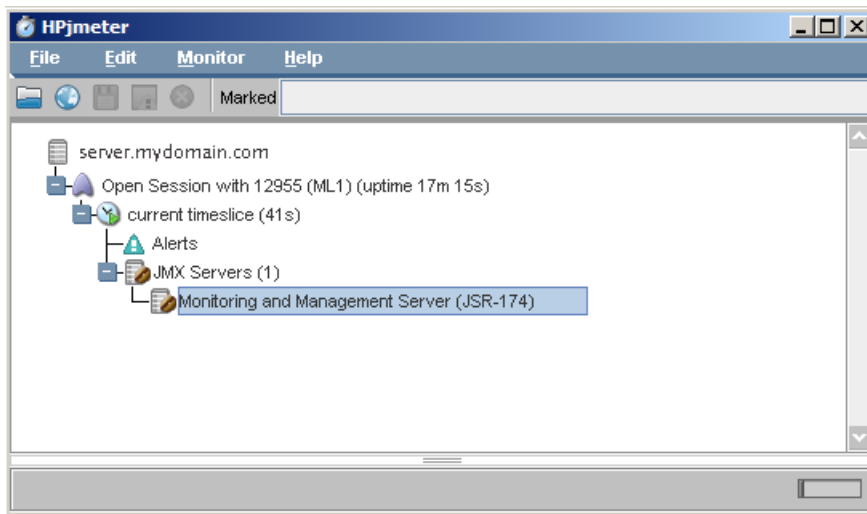 HPjmeter
File Edit Monitor Help
Marked
server.mydomain.com
Open Session with 12955 (ML1) (uptime 17m 15s)
current timeslice (41s)
Alerts
JMX Servers (1)
Monitoring and Management Server (JSR-174)